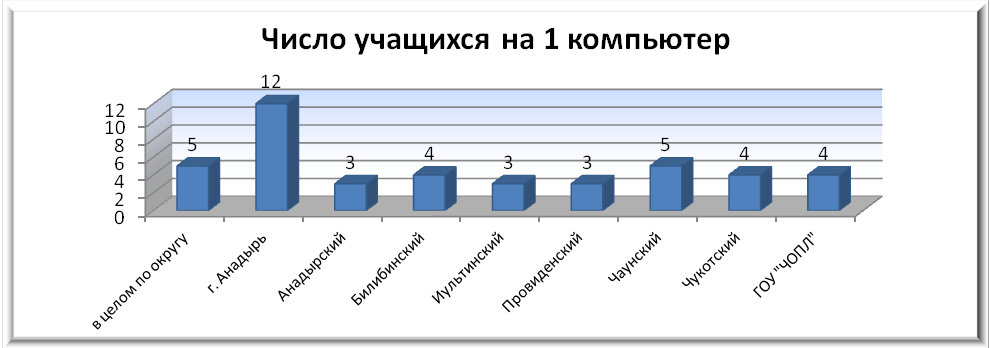 Число учащихся на 1 компьютер
12
10
8
6
4
2
0
5
12
3
4
3
3
5
4
4
в целом по округу
г. Анадырь
Анадырский
Билибинский
Иультинский
Провиденский
Чаунский
Чукотский
ГОУ "ЧОПЛ"